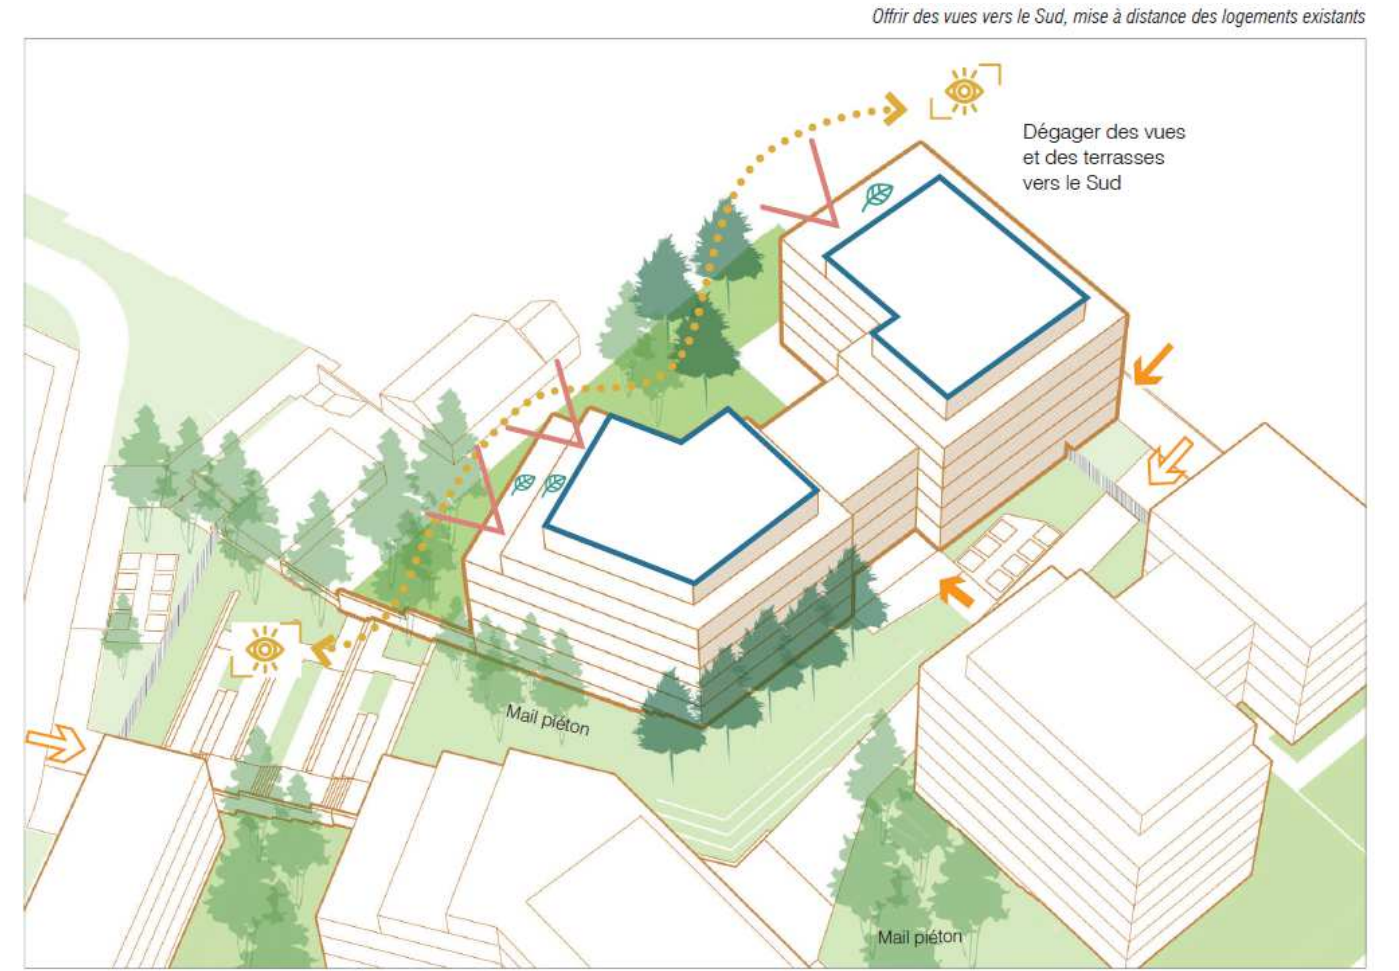 Offrir des vues vers le Sud, mise à distance des logements existants
Dégager des vues
et des terrasses
vers le Sud
Mail piéton
Mail piéton